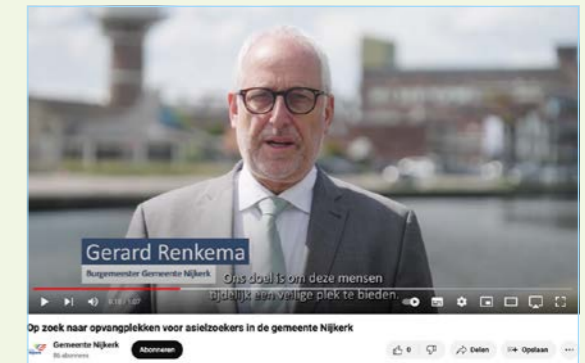 Gerard Renkema
Burgemeester Gemeente Nijkerk
Ons doel is om deze mensen
tijdelijk een veilige plek te bieden.
Op zoek naar opvangplekken voor asielzoekers in de gemeente Nijkerk
Gemeente Nijkerk
Abonneren
Delen
Opslaan